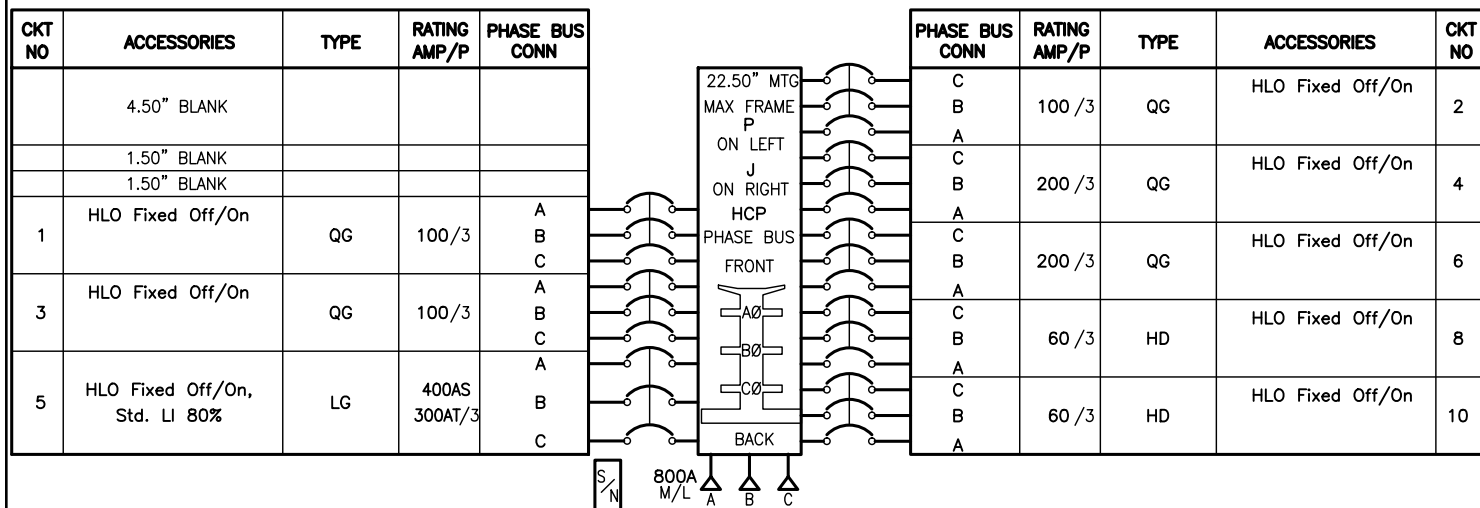 CKT NO ACCESSORIES TYPE RATING AMP/P PHASE BUS CONN
4.50" BLANK
1.50" BLANK
1.50" BLANK
1 HLO Fixed Off/On QG 100/3 A B C
3 HLO Fixed Off/On QG 100/3 A B C
5 HLO Fixed Off/On, Std. LI 80% LG 400AS 300AT/3 A B C
22.50" MTG
MAX FRAME
P
ON LEFT
J
ON RIGHT
HCP
PHASE BUS
FRONT
AØ
BØ
CØ
BACK
S/N
800A
M/L
A B C
PHASE BUS CONN RATING AMP/P TYPE ACCESSORIES CKT NO
C B A 100 /3 QG HLO Fixed Off/On 2
C B A 200 /3 QG HLO Fixed Off/On 4
C B A 200 /3 QG HLO Fixed Off/On 6
C B A 60 /3 HD HLO Fixed Off/On 8
C B A 60 /3 HD HLO Fixed Off/On 10